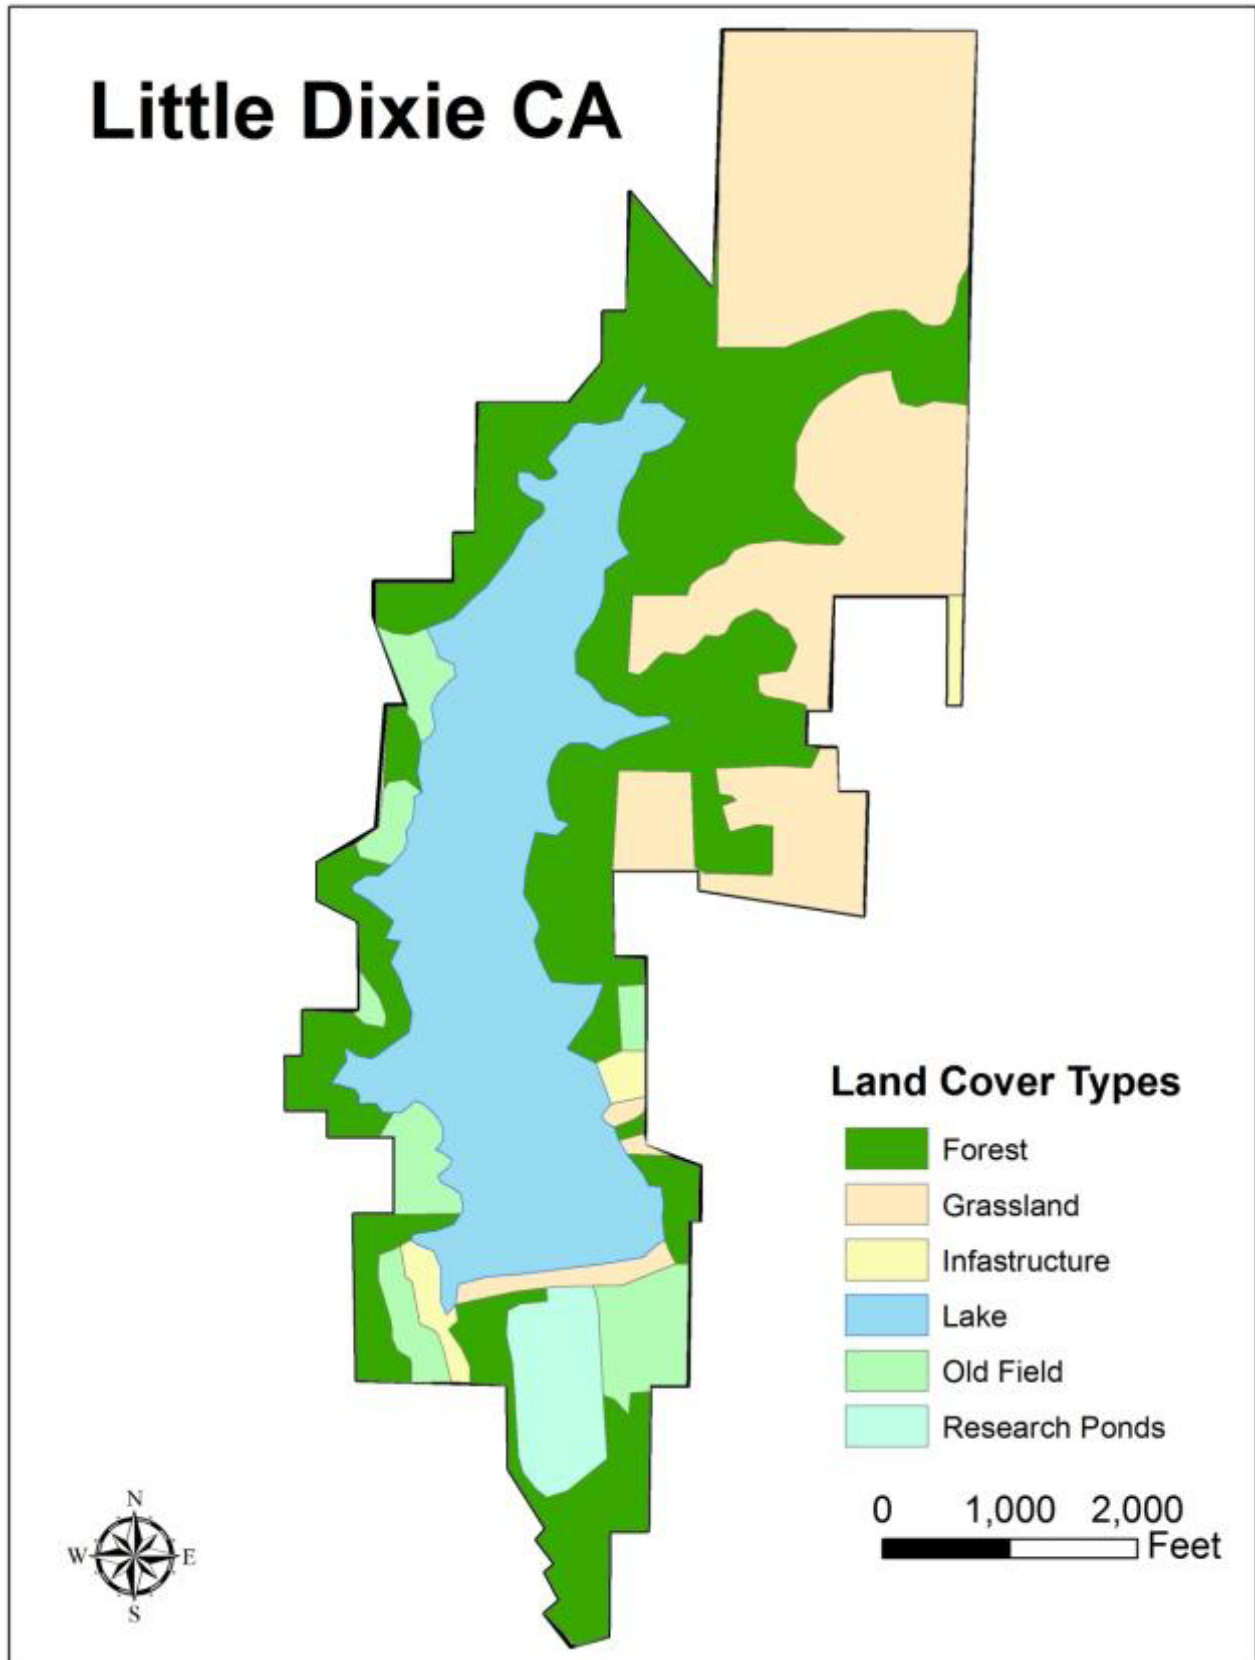 Little Dixie CA
Land Cover Types
Forest
Grassland
Infastructure
Lake
Old Field
Research Ponds
0 1,000 2,000
Feet
N
W E
S